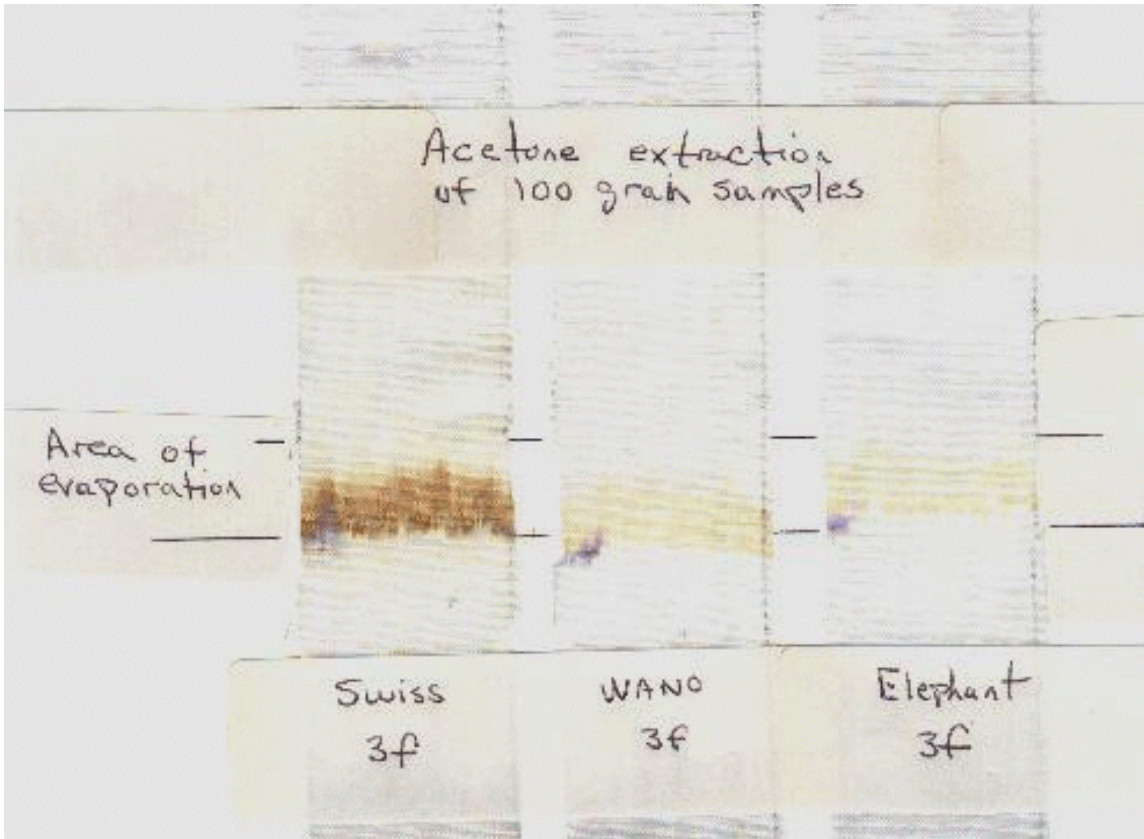 Acetone extraction
of 100 grain samples
Area of
evaporation
Swiss
3f
WANO
3f
Elephant
3f